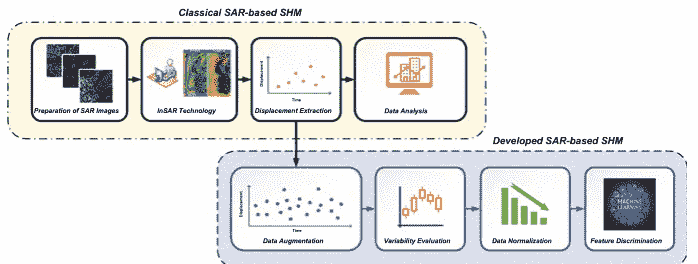 Classical SAR-based SHM
Preparation of SAR Images
InSAR Technology
Displacement
Time
Displacement Extraction
Data Analysis
Developed SAR-based SHM
Displacement
Time
Data Augmentation
Variability Evaluation
Data Normalization
MACHINE
LEARNING
Feature Discrimination